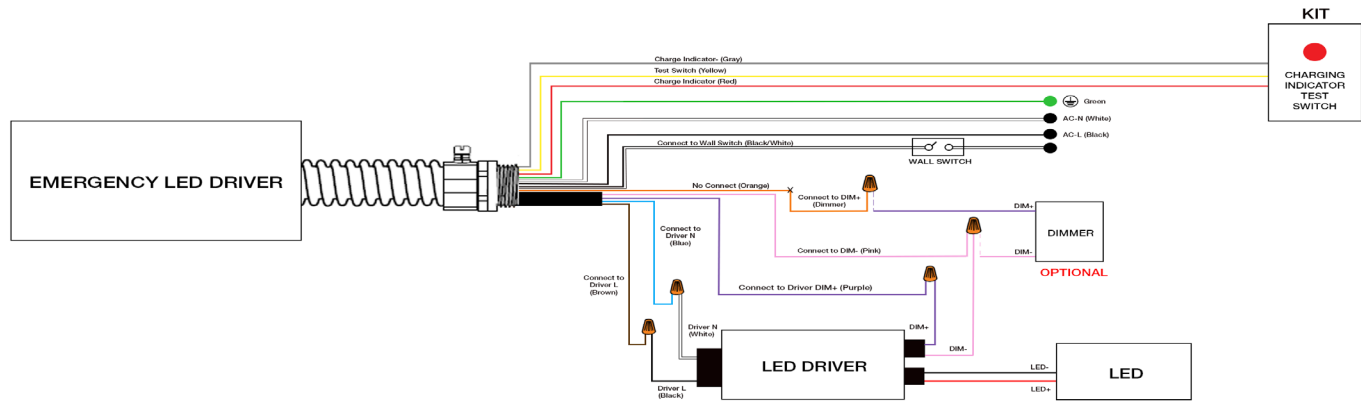 KIT
CHARGING
INDICATOR
TEST
SWITCH
Charge Indicator- (Gray)
Test Switch (Yellow)
Charge Indicator (Red)
Green
AC-N (White)
AC-L (Black)
Connect to Wall Switch (Black/White)
WALL SWITCH
EMERGENCY LED DRIVER
No Connect (Orange)
Connect to DIM+
(Dimmer)
DIM+
DIMMER
DIM-
OPTIONAL
Connect to
Driver N
(Blue)
Connect to DIM- (Pink)
Connect to
Driver L
(Brown)
Connect to Driver DIM+ (Purple)
Driver N
(White)
DIM+
DIM-
LED DRIVER
Driver L
(Black)
LED-
LED+
LED